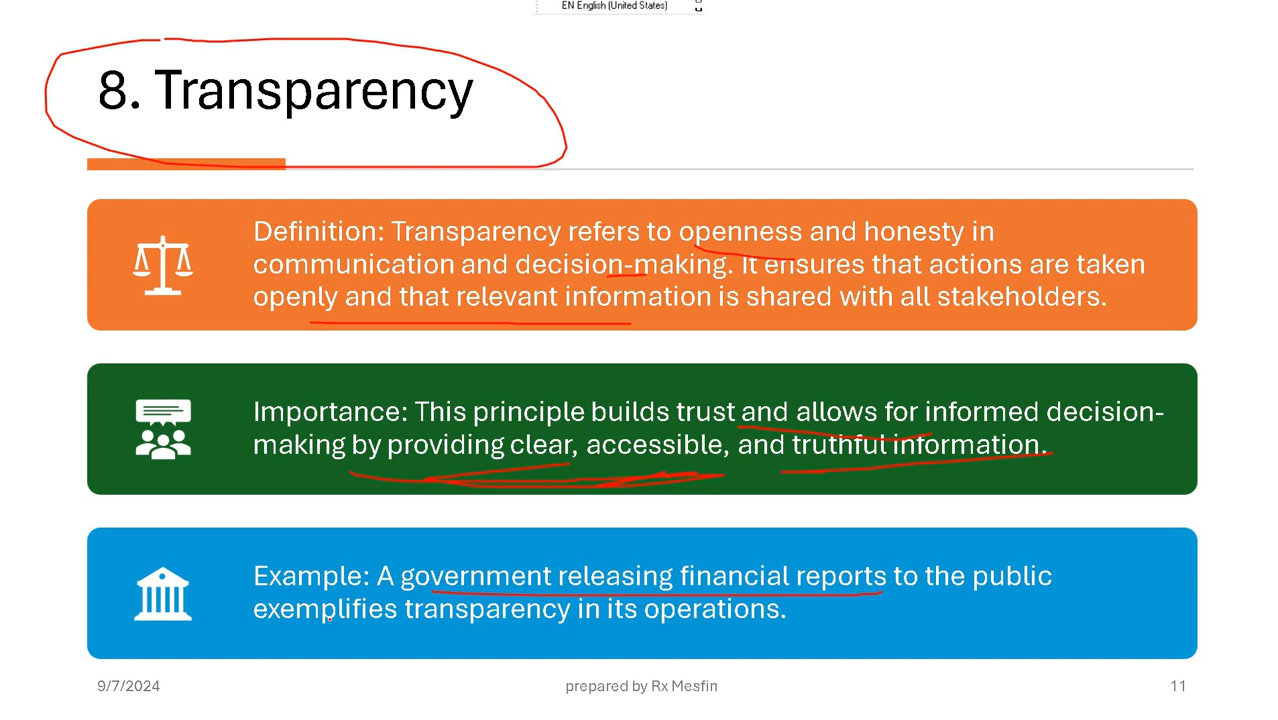 EN English (United States)
8. Transparency
Definition: Transparency refers to openness and honesty in
communication and decision-making. It ensures that actions are taken
openly and that relevant information is shared with all stakeholders.
Importance: This principle builds trust and allows for informed decision-
making by providing clear, accessible, and truthful information.
Example: A government releasing financial reports to the public
exemplifies transparency in its operations.
9/7/2024 prepared by Rx Mesfin 11